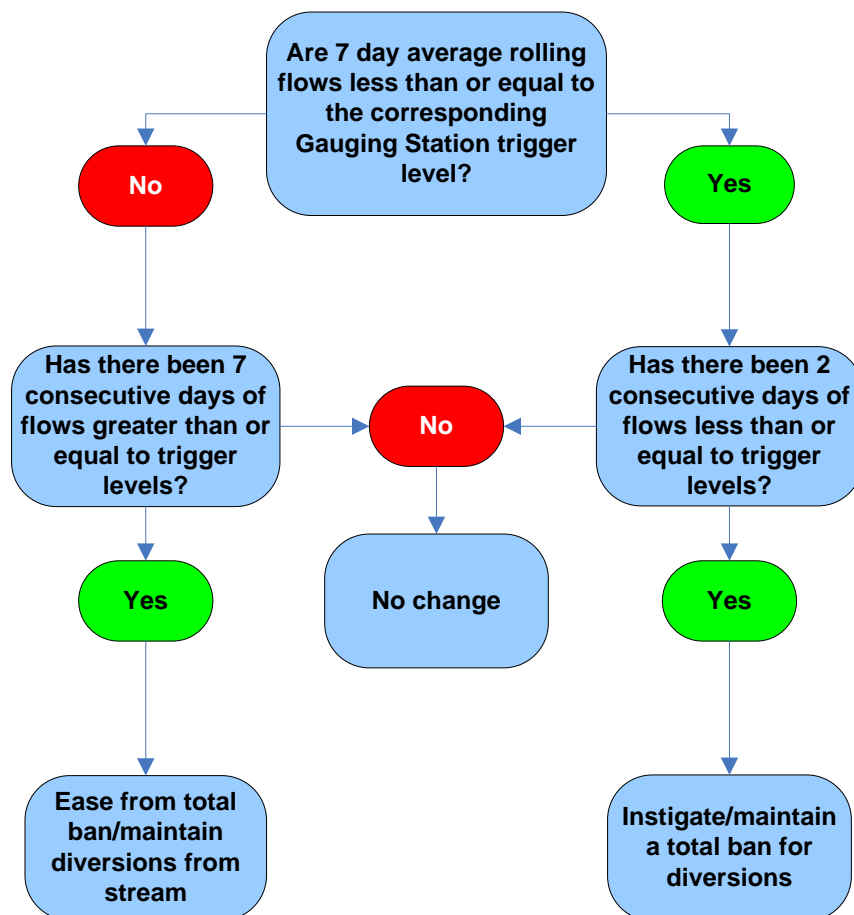 Are 7 day average rolling
flows less than or equal to
the corresponding
Gauging Station trigger
level?
No
Yes
Has there been 7
consecutive days of
flows greater than or
equal to trigger
levels?
No
Has there been 2
consecutive days of
flows less than or
equal to trigger
levels?
Yes
No change
Yes
Ease from total
ban/maintain
diversions from
stream
Instigate/maintain
a total ban for
diversions